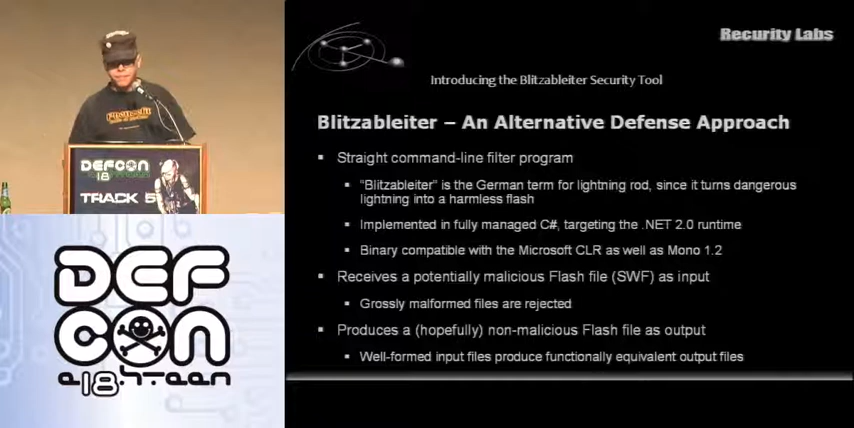 Recurity Labs
Introducing the Blitzableiter Security Tool
Blitzableiter – An Alternative Defense Approach
Straight command-line filter program
"Blitzableiter" is the German term for lightning rod, since it turns dangerous
lightning into a harmless flash
Implemented in fully managed C#, targeting the .NET 2.0 runtime
Binary compatible with the Microsoft CLR as well as Mono 1.2
Receives a potentially malicious Flash file (SWF) as input
Grossly malformed files are rejected
Produces a (hopefully) non-malicious Flash file as output
Well-formed input files produce functionally equivalent output files
DEFCON
18
TRACK 5
DEF
CON
e18.hteen